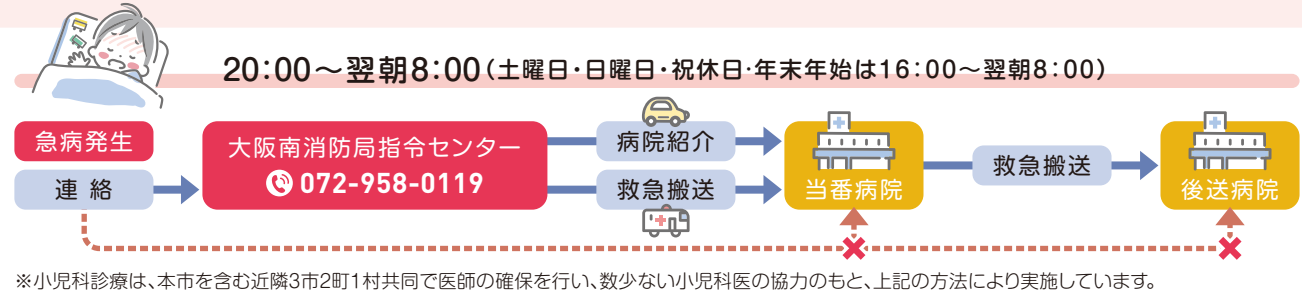 20:00～翌朝8:00(土曜日・日曜日・祝休日・年末年始は16:00～翌朝8:00)
急病発生
連絡
大阪南消防局指令センター
072-958-0119
病院紹介
救急搬送
当番病院
救急搬送
後送病院
※小児科診療は、本市を含む近隣3市2町1村共同で医師の確保を行い、数少ない小児科医の協力のもと、上記の方法により実施しています。